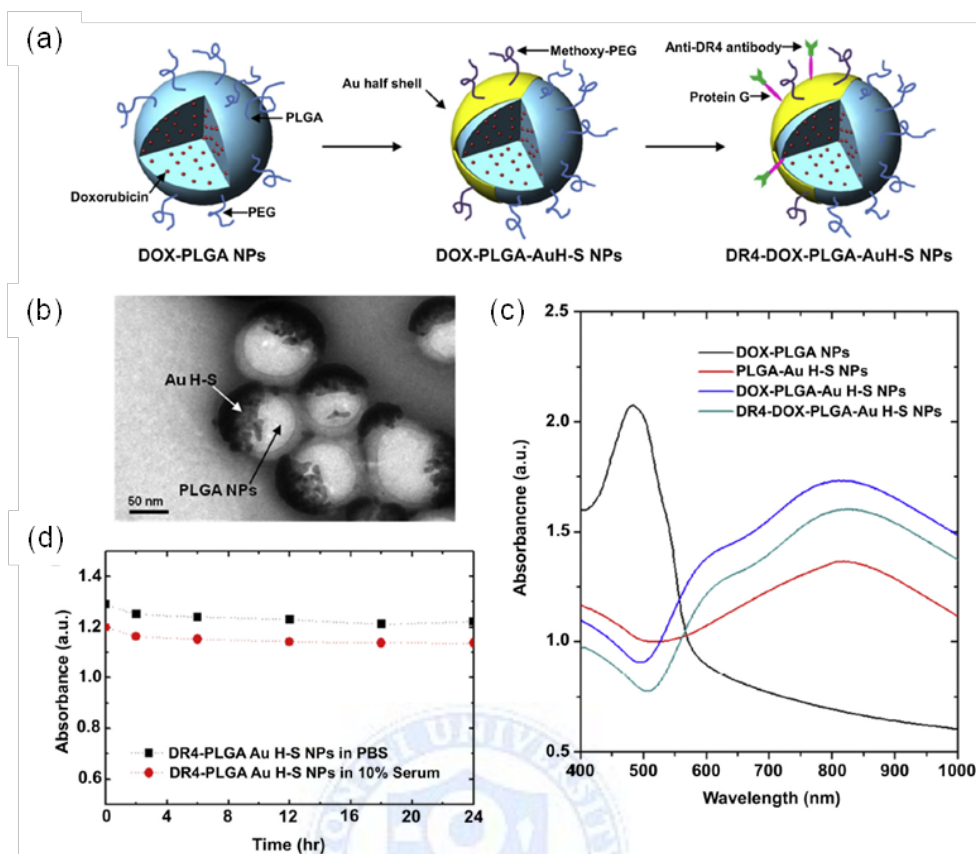 (a)
Methoxy-PEG
Anti-DR4 antibody
Au half shell
Protein G
PLGA
Doxorubicin
PEG
DOX-PLGA NPs
DOX-PLGA-AuH-S NPs
DR4-DOX-PLGA-AuH-S NPs
(b)
Au H-S
PLGA NPs
50 nm
(c)
2.5
2.0
1.5
1.0
0.5
Absorbancne (a.u.)
DOX-PLGA NPs
PLGA-Au H-S NPs
DOX-PLGA-Au H-S NPs
DR4-DOX-PLGA-Au H-S NPs
400 500 600 700 800 900 1000
Wavelength (nm)
(d)
1.4
1.2
1.0
0.8
0.6
Absorbance (a.u.)
DR4-PLGA Au H-S NPs in PBS
DR4-PLGA Au H-S NPs in 10% Serum
0 4 8 12 16 20 24
Time (hr)